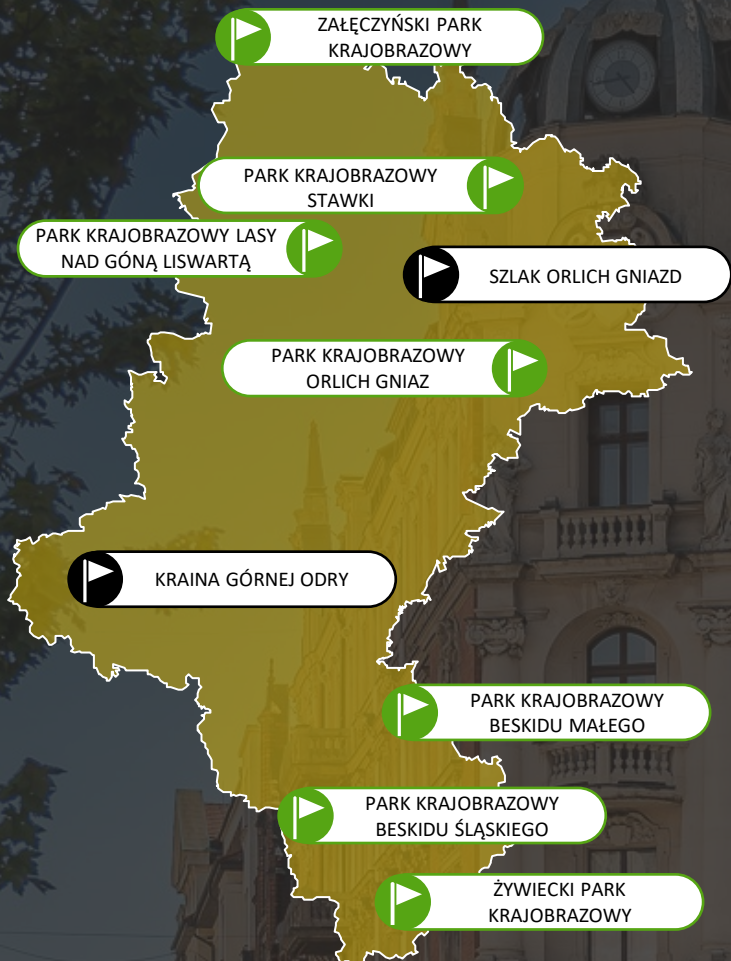 ZAŁĘCZYŃSKI PARK
KRAJOBRAZOWY
PARK KRAJOBRAZOWY
STAWKI
PARK KRAJOBRAZOWY LASY
NAD GÓNĄ LISWARTĄ
SZLAK ORLICH GNIAZD
PARK KRAJOBRAZOWY
ORLICH GNIAZ
KRAINA GÓRNEJ ODRY
PARK KRAJOBRAZOWY
BESKIDU MAŁEGO
PARK KRAJOBRAZOWY
BESKIDU ŚLĄSKIEGO
ŻYWIECKI PARK
KRAJOBRAZOWY